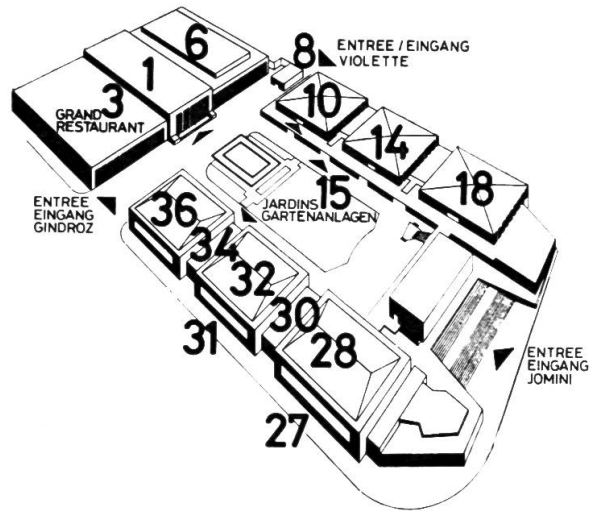 6
8 ENTREE / EINGANG
VIOLETTE
1
3
GRAND
RESTAURANT
10
14
18
15
JARDINS
GARTENANLAGEN
ENTREE
EINGANG
GINDROZ
36
34
32
31
30
28
27
ENTREE
EINGANG
JOMINI